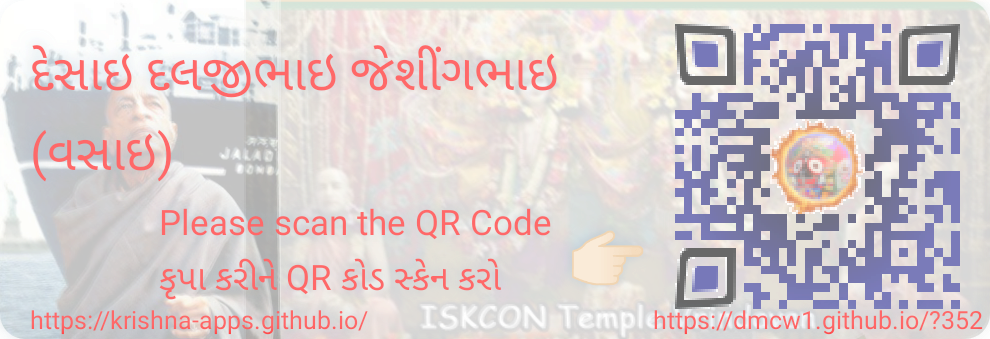 દેસાઇ દલજીભાઇ જેશીંગભાઇ
(વસાઇ)
JALAD
Please scan the QR Code
કૃપા કરીને QR કોડ સ્કેન કરો
https://krishna-apps.github.io/
ISKCON
https://dmcw1.github.io/?352